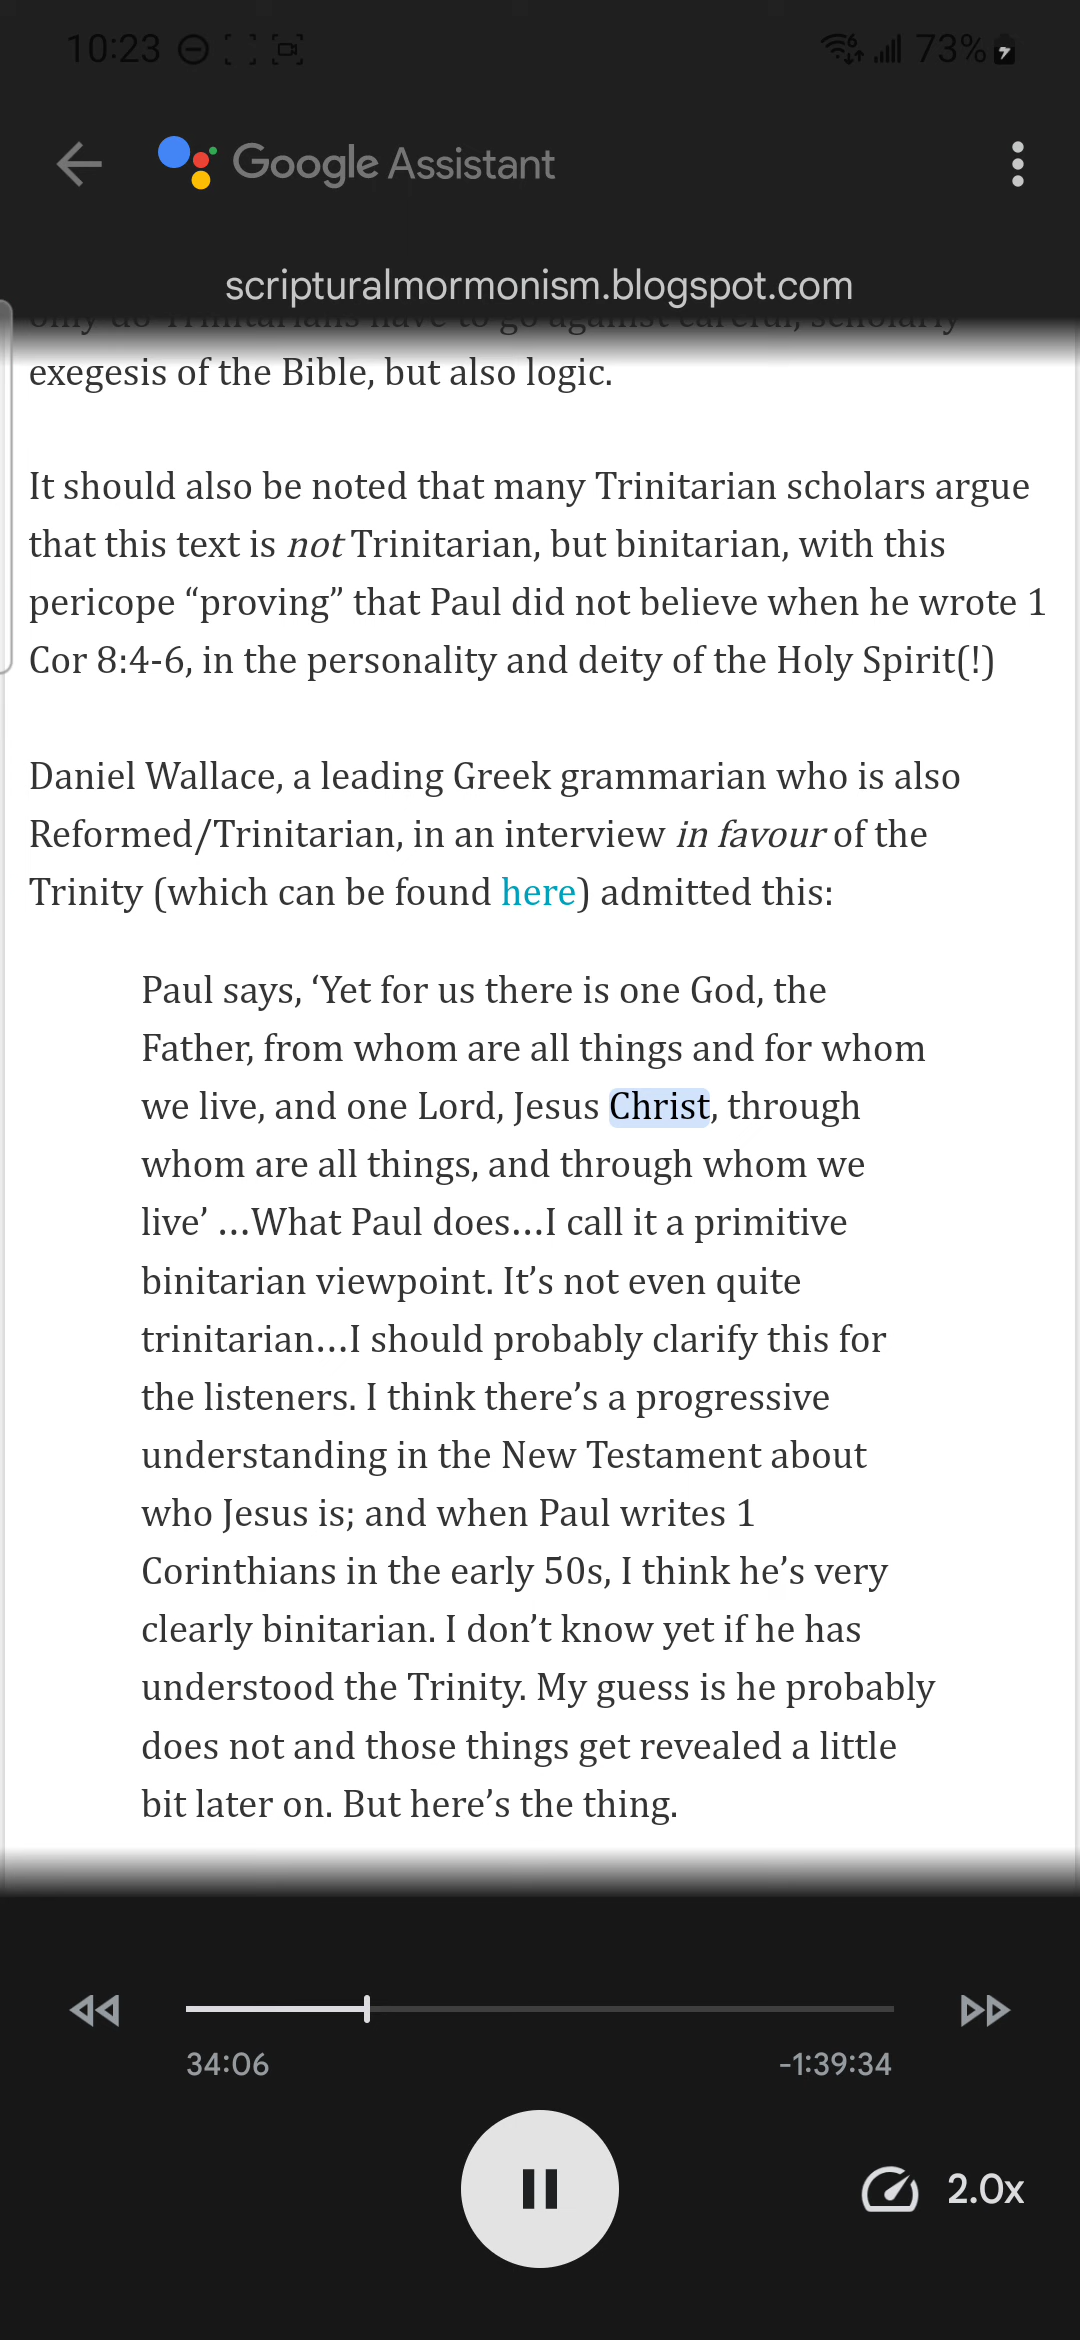 10:23
6
73%
Google Assistant
scripturalmormonism.blogspot.com
only do Trinitarians have to go against careful, scholarly
exegesis of the Bible, but also logic.
It should also be noted that many Trinitarian scholars argue
that this text is not Trinitarian, but binitarian, with this
pericope “proving” that Paul did not believe when he wrote 1
Cor 8:4-6, in the personality and deity of the Holy Spirit(!)
Daniel Wallace, a leading Greek grammarian who is also
Reformed/Trinitarian, in an interview in favour of the
Trinity (which can be found here) admitted this:
Paul says, ‘Yet for us there is one God, the
Father, from whom are all things and for whom
we live, and one Lord, Jesus Christ, through
whom are all things, and through whom we
live’ ...What Paul does...I call it a primitive
binitarian viewpoint. It’s not even quite
trinitarian...I should probably clarify this for
the listeners. I think there’s a progressive
understanding in the New Testament about
who Jesus is; and when Paul writes 1
Corinthians in the early 50s, I think he’s very
clearly binitarian. I don’t know yet if he has
understood the Trinity. My guess is he probably
does not and those things get revealed a little
bit later on. But here’s the thing.
34:06
-1:39:34
2.0x